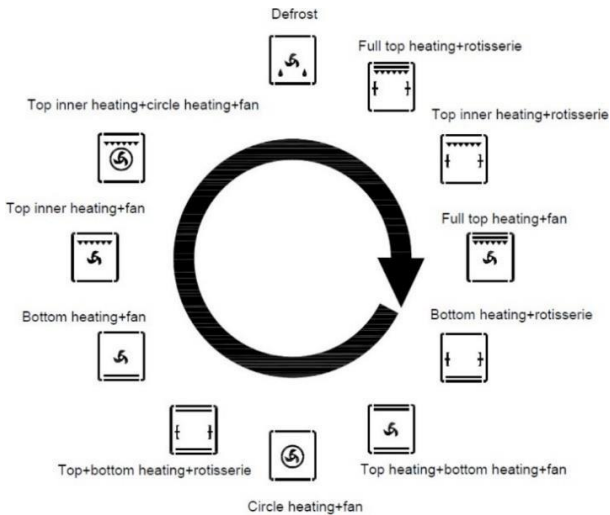 Defrost
Full top heating+rotisserie
Top inner heating+circle heating+fan
Top inner heating+rotisserie
Top inner heating+fan
Full top heating+fan
Bottom heating+fan
Bottom heating+rotisserie
Top+bottom heating+rotisserie
Top heating+bottom heating+fan
Circle heating+fan